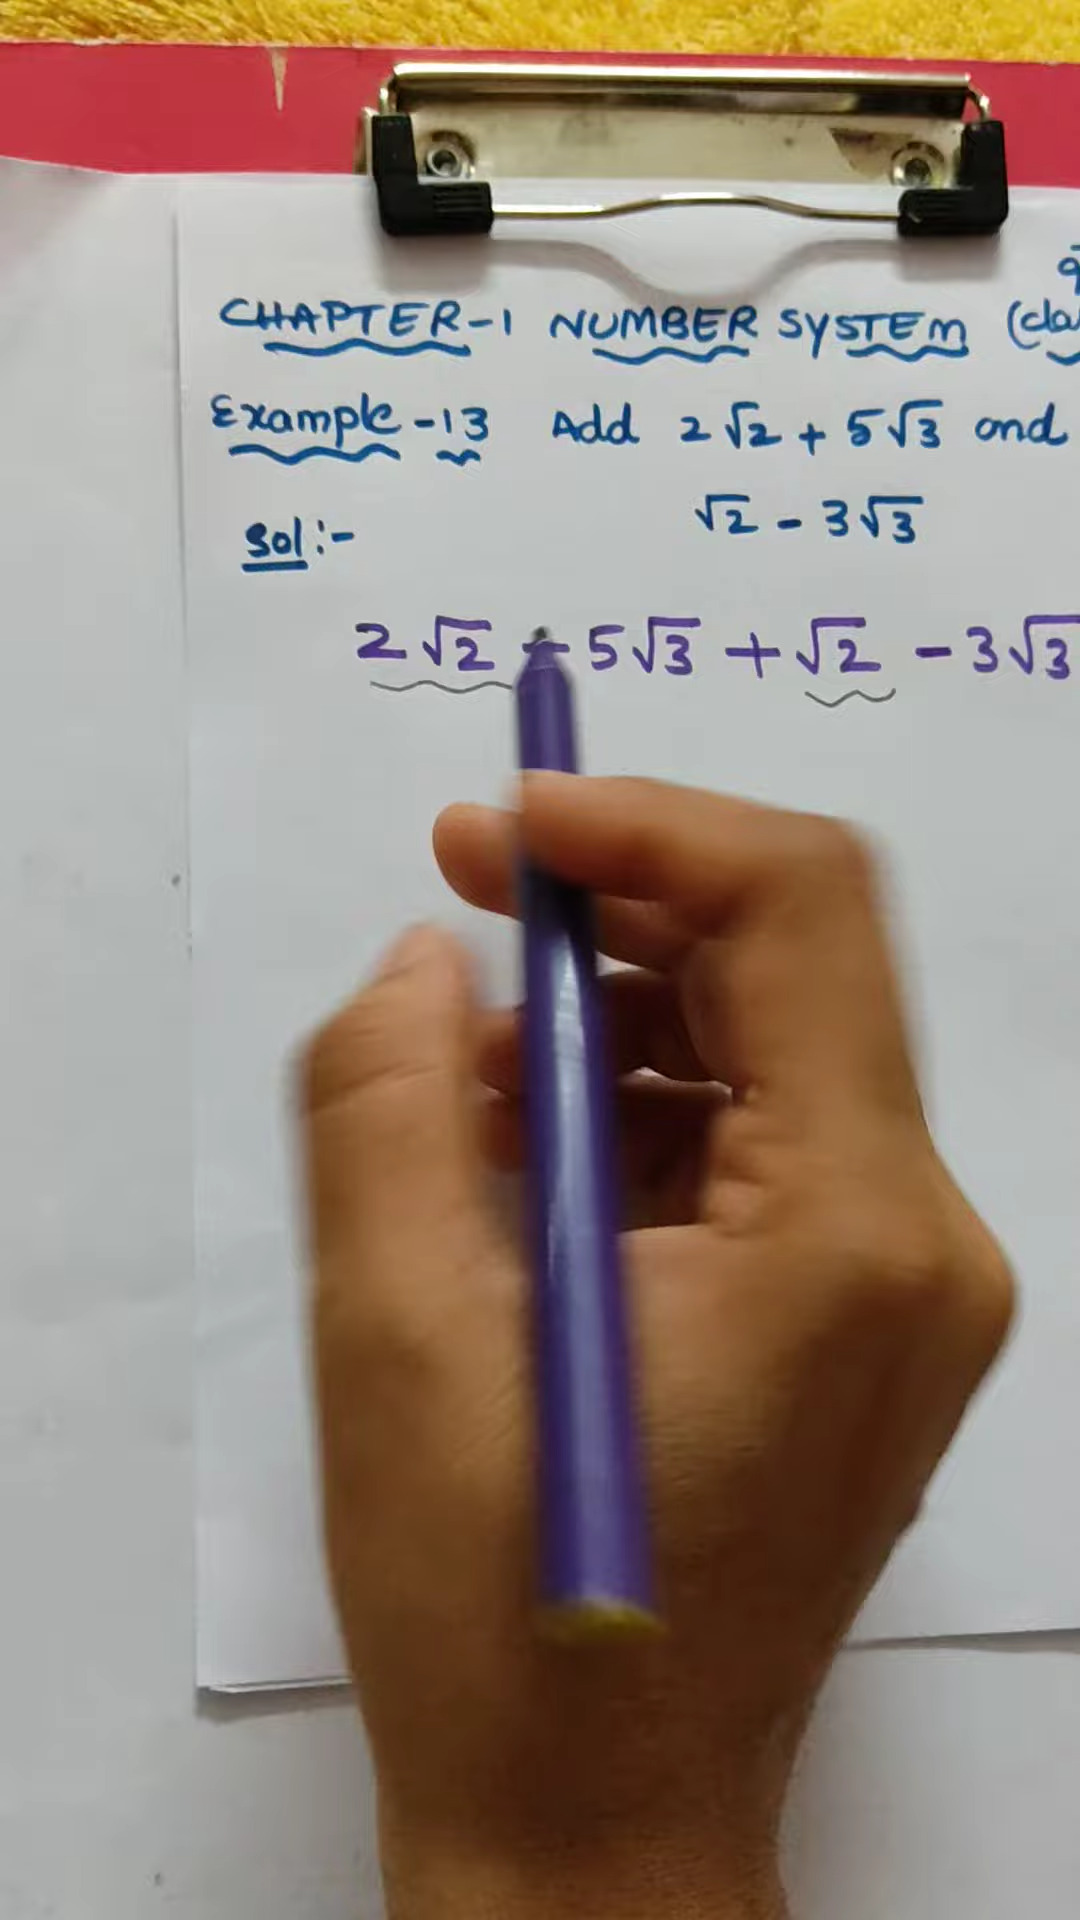 CHAPTER-1 NUMBER SYSTEM
Example-13 Add 2√2 + 5√3 and
√2 - 3√3
Sol:-
2√2 + 5√3 + √2 - 3√3